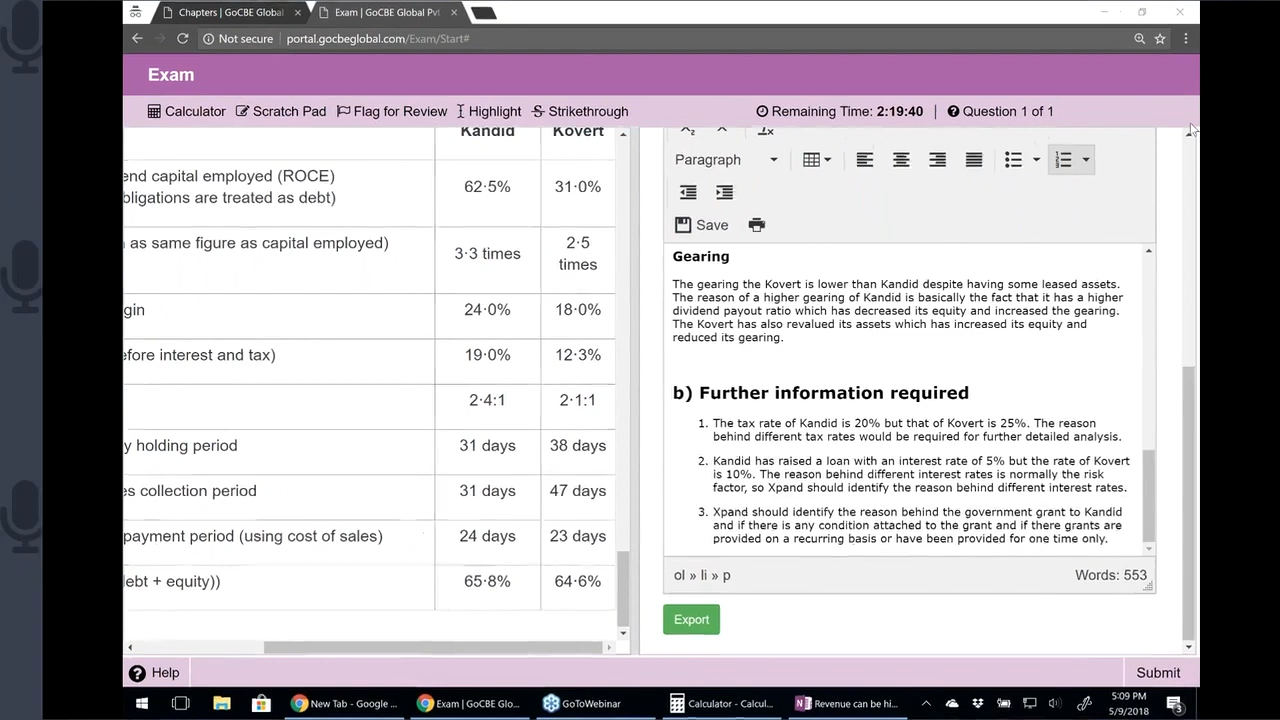 Chapters | GoCBE Global
Exam | GoCBE Global Pvt
Not secure | portal.gocbeglobal.com/Exam/Start#
Exam
Calculator Scratch Pad Flag for Review Highlight Strikethrough Remaining Time: 2:19:40 | Question 1 of 1
Kandid Kovert
end capital employed (ROCE)
bligations are treated as debt) 62·5% 31·0%
as same figure as capital employed) 3·3 times 2·5
times
gin 24·0% 18·0%
efore interest and tax) 19·0% 12·3%
2·4:1 2·1:1
y holding period 31 days 38 days
es collection period 31 days 47 days
payment period (using cost of sales) 24 days 23 days
debt + equity)) 65·8% 64·6%
Paragraph
Save
Gearing
The gearing the Kovert is lower than Kandid despite having some leased assets.
The reason of a higher gearing of Kandid is basically the fact that it has a higher
dividend payout ratio which has decreased its equity and increased the gearing.
The Kovert has also revalued its assets which has increased its equity and
reduced its gearing.
b) Further information required
1. The tax rate of Kandid is 20% but that of Kovert is 25%. The reason
behind different tax rates would be required for further detailed analysis.
2. Kandid has raised a loan with an interest rate of 5% but the rate of Kovert
is 10%. The reason behind different interest rates is normally the risk
factor, so Xpand should identify the reason behind different interest rates.
3. Xpand should identify the reason behind the government grant to Kandid
and if there is any condition attached to the grant and if there grants are
provided on a recurring basis or have been provided for one time only.
ol » li » p Words: 553
Export
Help Submit
New Tab - Google ... Exam | GoCBE Glo... GoToWebinar Calculator - Calcul... Revenue can be hi...
5:09 PM
5/9/2018
3